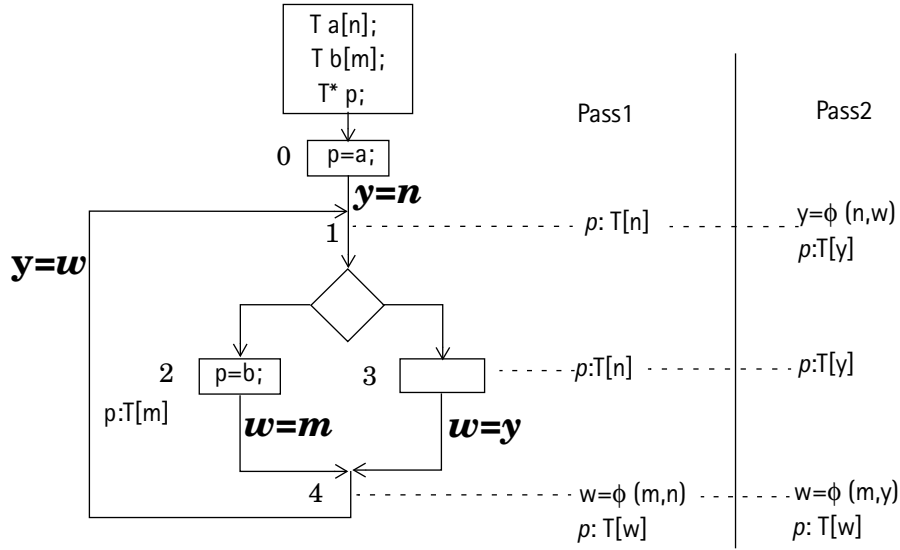 T a[n];
T b[m];
T* p;
Pass1
Pass2
0
p=a;
y=n
1
p: T[n]
y=ϕ (n,w)
p:T[y]
y=w
2
p=b;
3
p:T[n]
p:T[y]
p:T[m]
w=m
w=y
4
w=ϕ (m,n)
w=ϕ (m,y)
p: T[w]
p: T[w]